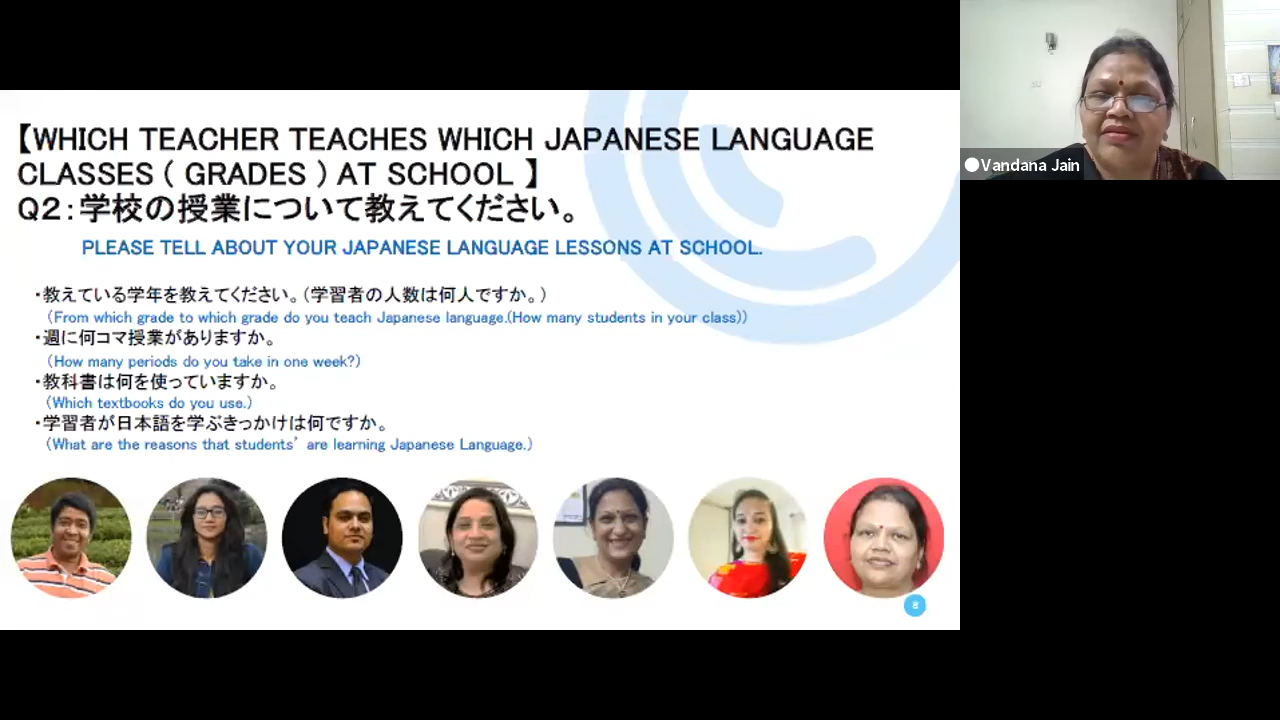 【WHICH TEACHER TEACHES WHICH JAPANESE LANGUAGE
CLASSES ( GRADES ) AT SCHOOL 】
Q2:学校の授業について教えてください。
PLEASE TELL ABOUT YOUR JAPANESE LANGUAGE LESSONS AT SCHOOL.
・教えている学年を教えてください。(学習者の人数は何人ですか。)
(From which grade to which grade do you teach Japanese language.(How many students in your class))
・週に何コマ授業がありますか。
(How many periods do you take in one week?)
・教科書は何を使っていますか。
(Which textbooks do you use.)
・学習者が日本語を学ぶきっかけは何ですか。
(What are the reasons that students’ are learning Japanese Language.)
8
Vandana Jain